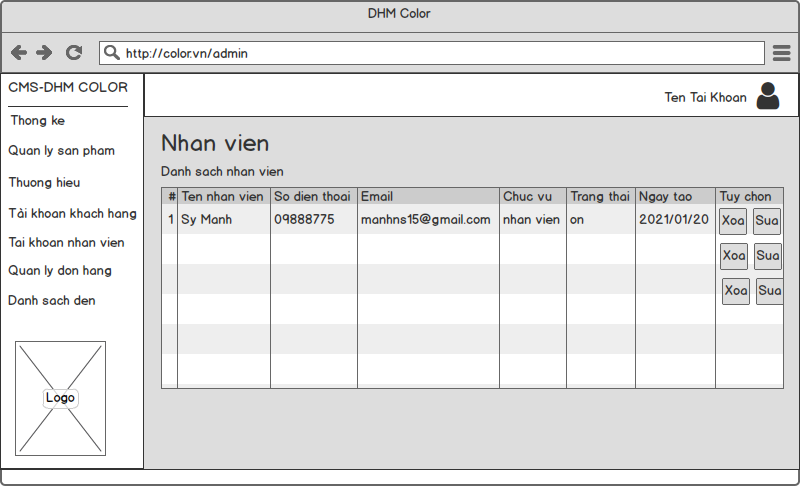 DHM Color
http://color.vn/admin
CMS-DHM COLOR
Thong ke
Quan ly san pham
Thuong hieu
Tài khoan khach hang
Tai khoan nhan vien
Quan ly don hang
Danh sach den
Logo
Ten Tai Khoan
Nhan vien
Danh sach nhan vien
# Ten nhan vien So dien thoai Email Chuc vu Trang thai Ngay tao Tuy chon
1 Sy Manh 09888775 manhns15@gmail.com nhan vien on 2021/01/20 Xoa Sua
Xoa Sua
Xoa Sua